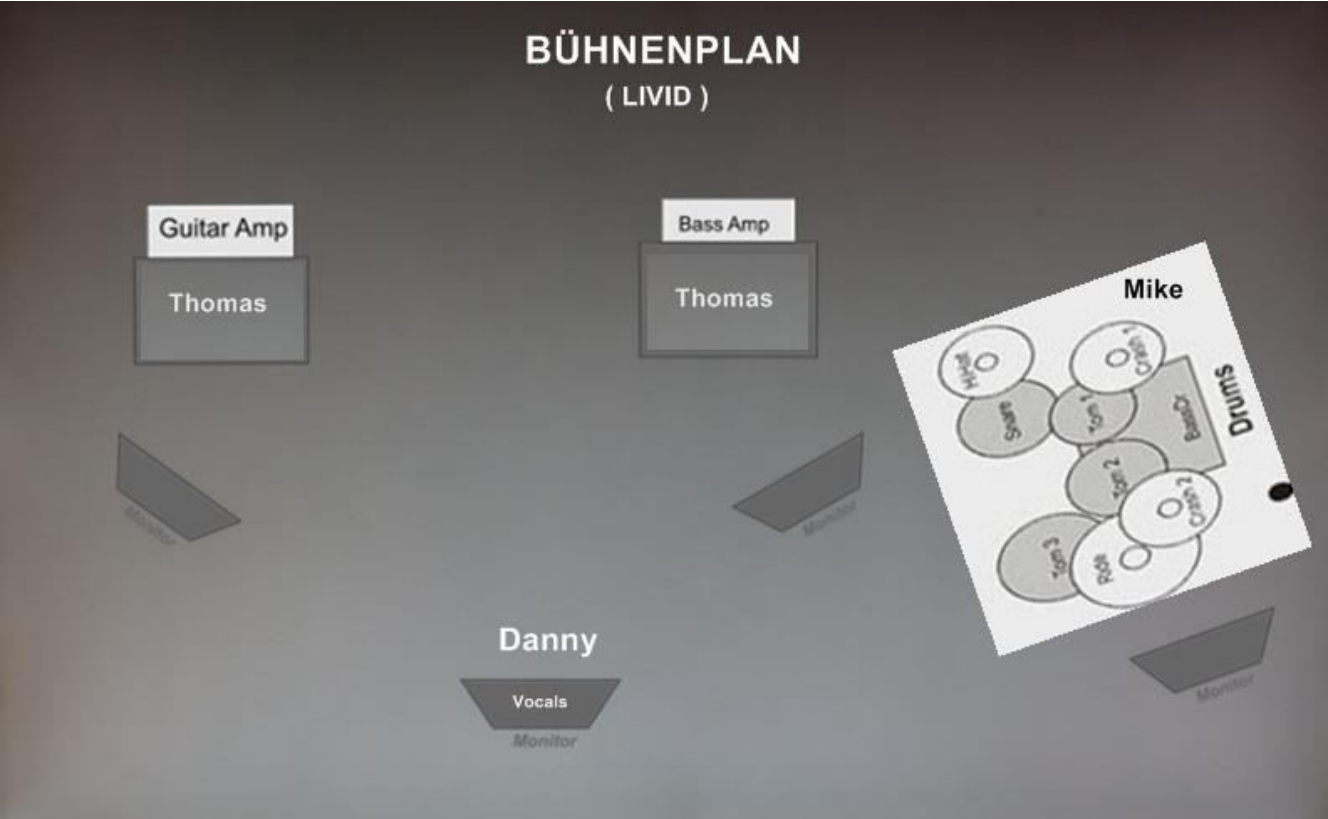 BÜHNENPLAN
( LIVID )
Guitar Amp
Thomas
Bass Amp
Thomas
Mike
Drums
HiHat
Crash 1
Snare
Tom 1
BassDr
Tom 2
Crash 2
Tom 3
Ride
Monitor
Monitor
Danny
Vocals
Monitor
Monitor